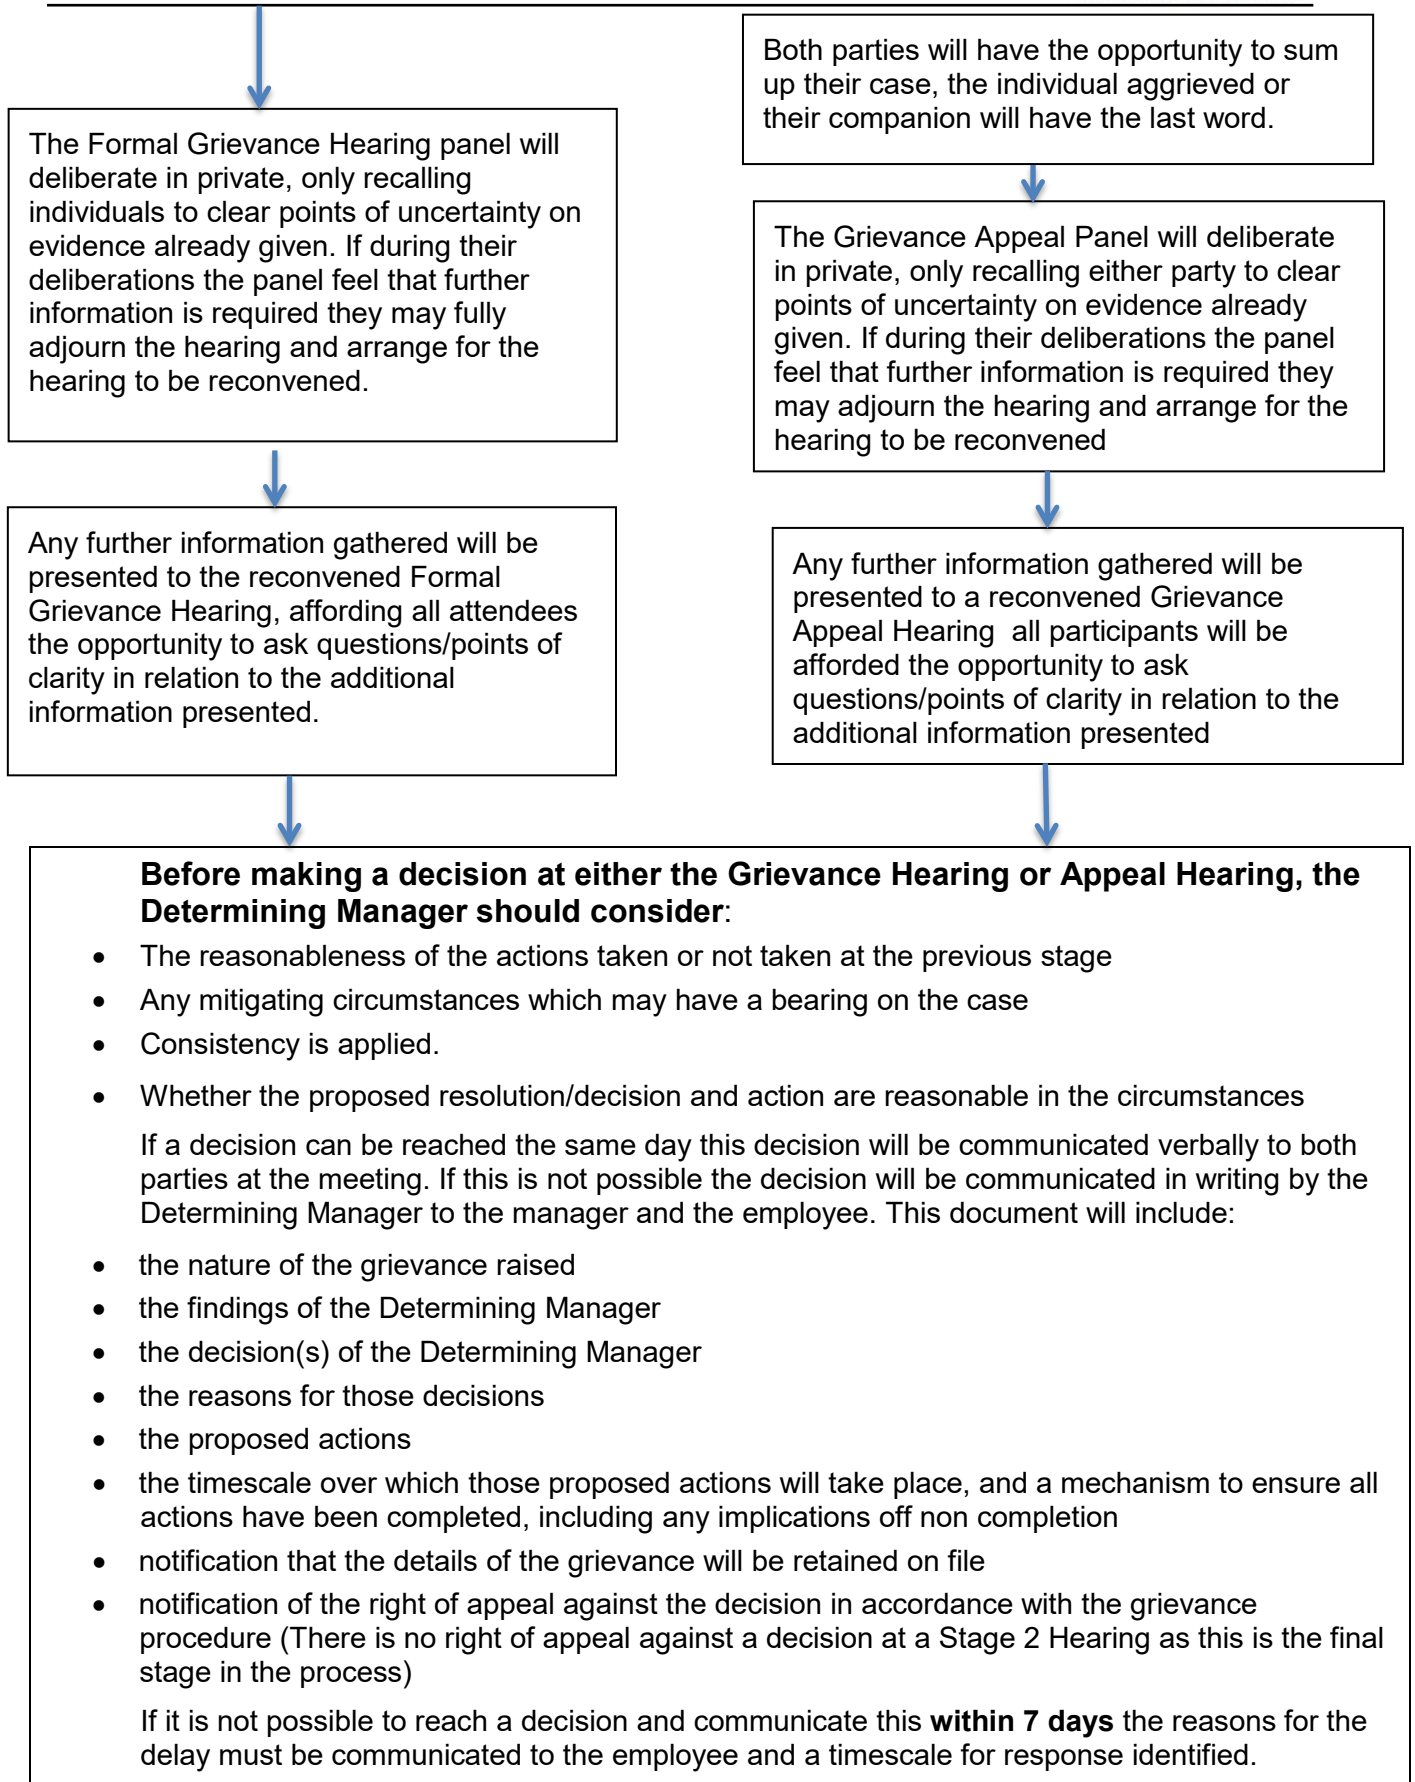 Both parties will have the opportunity to sum
up their case, the individual aggrieved or
their companion will have the last word.
The Formal Grievance Hearing panel will
deliberate in private, only recalling
individuals to clear points of uncertainty on
evidence already given. If during their
deliberations the panel feel that further
information is required they may fully
adjourn the hearing and arrange for the
hearing to be reconvened.
The Grievance Appeal Panel will deliberate
in private, only recalling either party to clear
points of uncertainty on evidence already
given. If during their deliberations the panel
feel that further information is required they
may adjourn the hearing and arrange for the
hearing to be reconvened
Any further information gathered will be
presented to the reconvened Formal
Grievance Hearing, affording all attendees
the opportunity to ask questions/points of
clarity in relation to the additional
information presented.
Any further information gathered will be
presented to a reconvened Grievance
Appeal Hearing  all participants will be
afforded the opportunity to ask
questions/points of clarity in relation to the
additional information presented
Before making a decision at either the Grievance Hearing or Appeal Hearing, the
Determining Manager should consider:
• The reasonableness of the actions taken or not taken at the previous stage
• Any mitigating circumstances which may have a bearing on the case
• Consistency is applied.
• Whether the proposed resolution/decision and action are reasonable in the circumstances
If a decision can be reached the same day this decision will be communicated verbally to both
parties at the meeting. If this is not possible the decision will be communicated in writing by the
Determining Manager to the manager and the employee. This document will include:
• the nature of the grievance raised
• the findings of the Determining Manager
• the decision(s) of the Determining Manager
• the reasons for those decisions
• the proposed actions
• the timescale over which those proposed actions will take place, and a mechanism to ensure all
actions have been completed, including any implications off non completion
• notification that the details of the grievance will be retained on file
• notification of the right of appeal against the decision in accordance with the grievance
procedure (There is no right of appeal against a decision at a Stage 2 Hearing as this is the final
stage in the process)
If it is not possible to reach a decision and communicate this within 7 days the reasons for the
delay must be communicated to the employee and a timescale for response identified.